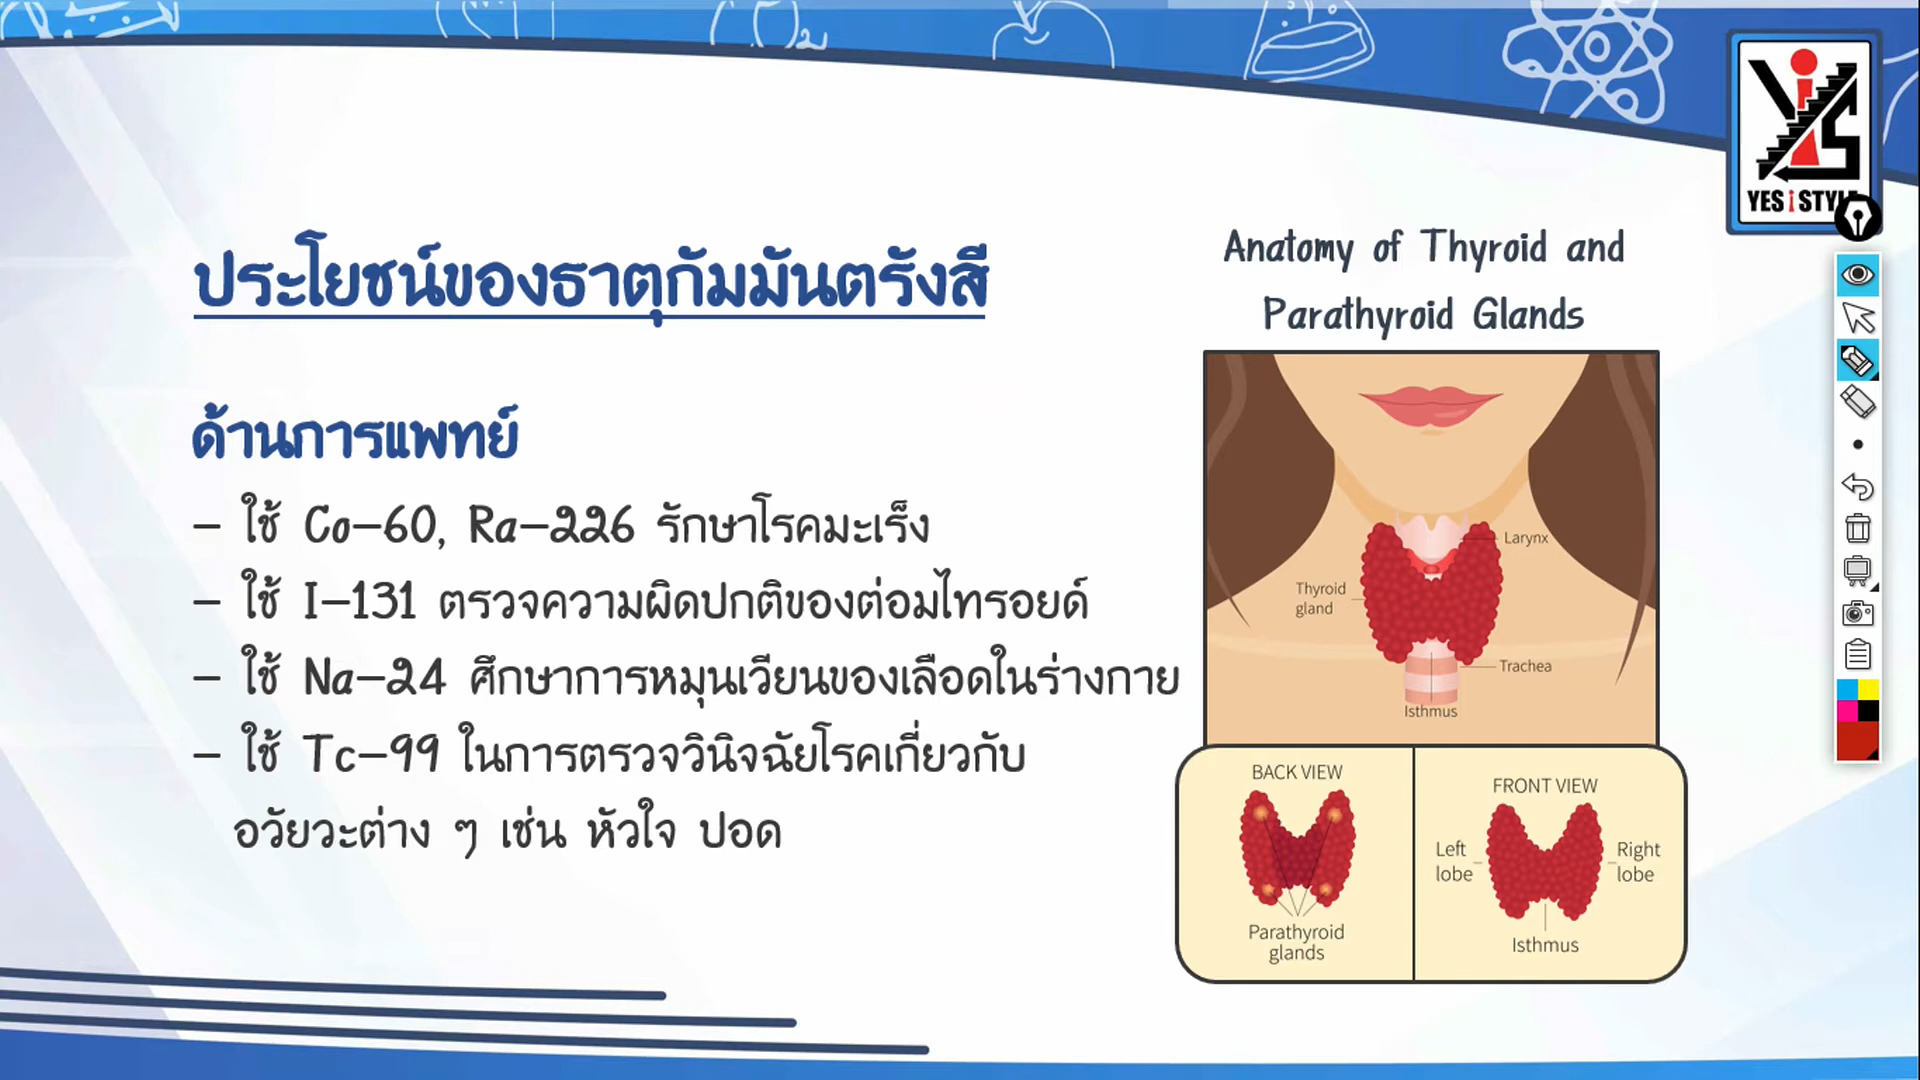 YES i STYLE
ประโยชน์ของธาตุกัมมันตรังสี
ด้านการแพทย์
– ใช้ Co–60, Ra–226 รักษาโรคมะเร็ง
– ใช้ I–131 ตรวจความผิดปกติของต่อมไทรอยด์
– ใช้ Na–24 ศึกษาการหมุนเวียนของเลือดในร่างกาย
– ใช้ Tc–99 ในการตรวจวินิจฉัยโรคเกี่ยวกับ
อวัยวะต่าง ๆ เช่น หัวใจ ปอด
Anatomy of Thyroid and
Parathyroid Glands
Larynx
Thyroid
gland
Trachea
Isthmus
BACK VIEW
Parathyroid
glands
FRONT VIEW
Left
lobe
Right
lobe
Isthmus